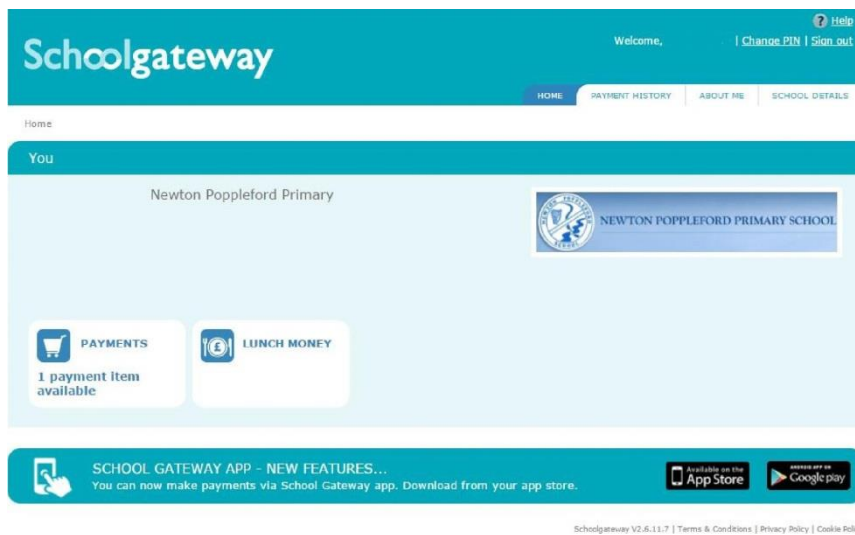 Help
Schoolgateway
Welcome, | Change PIN | Sign out
HOME PAYMENT HISTORY ABOUT ME SCHOOL DETAILS
Home
You
Newton Poppleford Primary
NEWTON POPPLEFORD PRIMARY SCHOOL
PAYMENTS
1 payment item
available
£
LUNCH MONEY
SCHOOL GATEWAY APP - NEW FEATURES...
You can now make payments via School Gateway app. Download from your app store.
Available on the
App Store
ANDROID APP ON
Google play
Schoolgateway V2.6.11.7 | Terms & Conditions | Privacy Policy | Cookie Poli